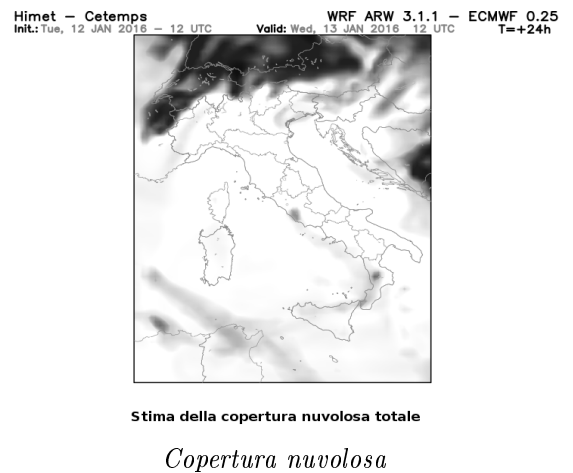 Himet – Cetemps WRF ARW 3.1.1 – ECMWF 0.25
Init.: Tue, 12 JAN 2016 – 12 UTC Valid: Wed, 13 JAN 2016 12 UTC T=+24h
Stima della copertura nuvolosa totale
Copertura nuvolosa